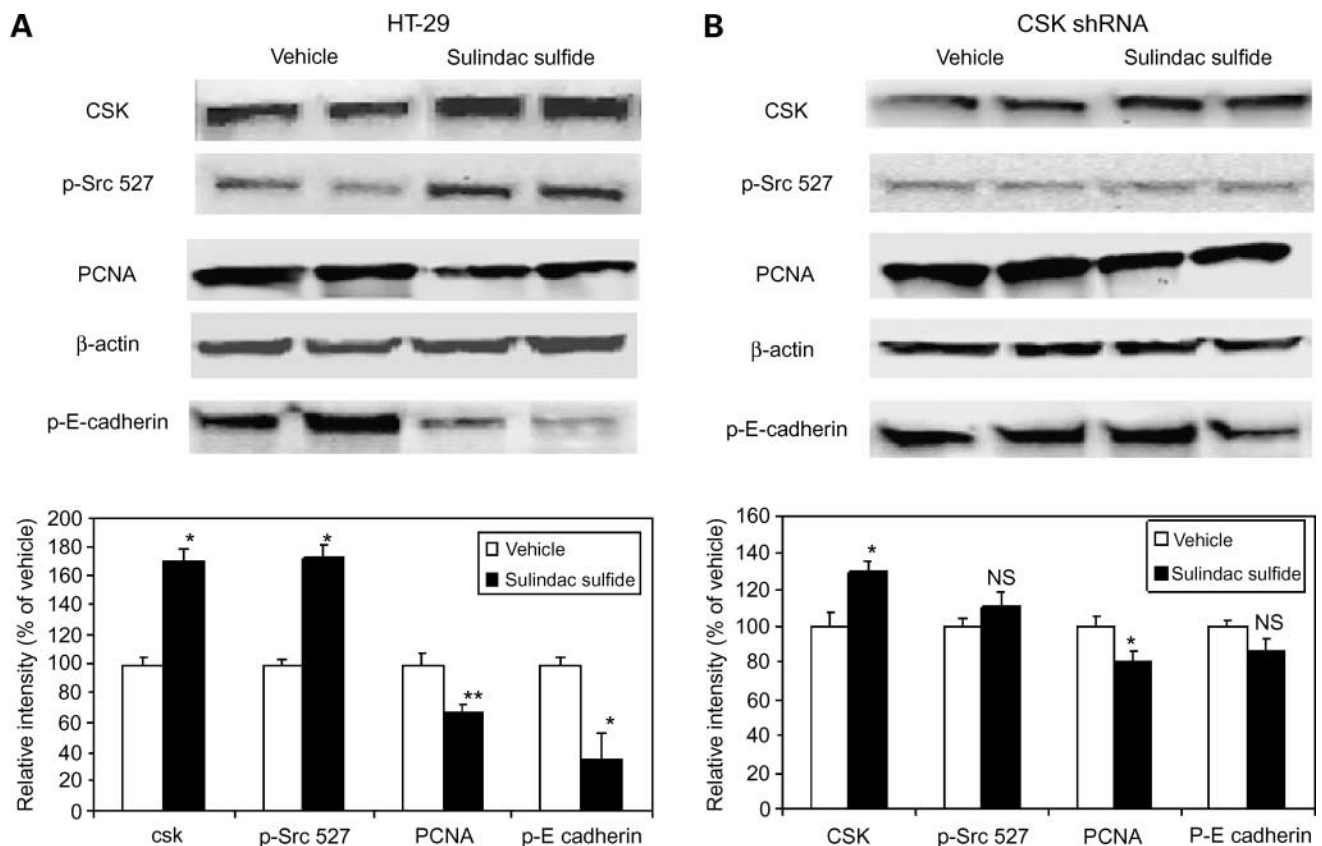 A
HT-29
Vehicle Sulindac sulfide
CSK
p-Src 527
PCNA
β-actin
p-E-cadherin
Relative intensity (% of vehicle)
200
180
160
140
120
100
80
60
40
20
0
* * ** *
Vehicle
Sulindac sulfide
csk p-Src 527 PCNA p-E cadherin
B
CSK shRNA
Vehicle Sulindac sulfide
CSK
p-Src 527
PCNA
β-actin
p-E-cadherin
Relative intensity (% of vehicle)
160
140
120
100
80
60
40
20
0
* NS * NS
Vehicle
Sulindac sulfide
CSK p-Src 527 PCNA P-E cadherin